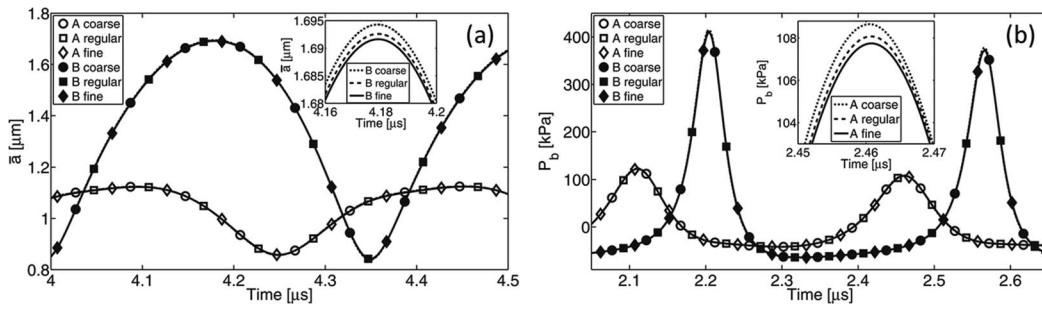 (a)
A coarse
A regular
A fine
B coarse
B regular
B fine
1.8
1.6
1.4
1.2
1
0.8
ā [μm]
4
4.1
4.2
4.3
4.4
4.5
Time [μs]
1.695
1.69
1.685
1.68
ā [μm]
B coarse
B regular
B fine
4.16
4.18
4.2
Time [μs]
(b)
A coarse
A regular
A fine
B coarse
B regular
B fine
400
300
200
100
0
P_b [kPa]
2.1
2.2
2.3
2.4
2.5
2.6
Time [μs]
108
106
104
P_b [kPa]
A coarse
A regular
A fine
2.45
2.46
2.47
Time [μs]